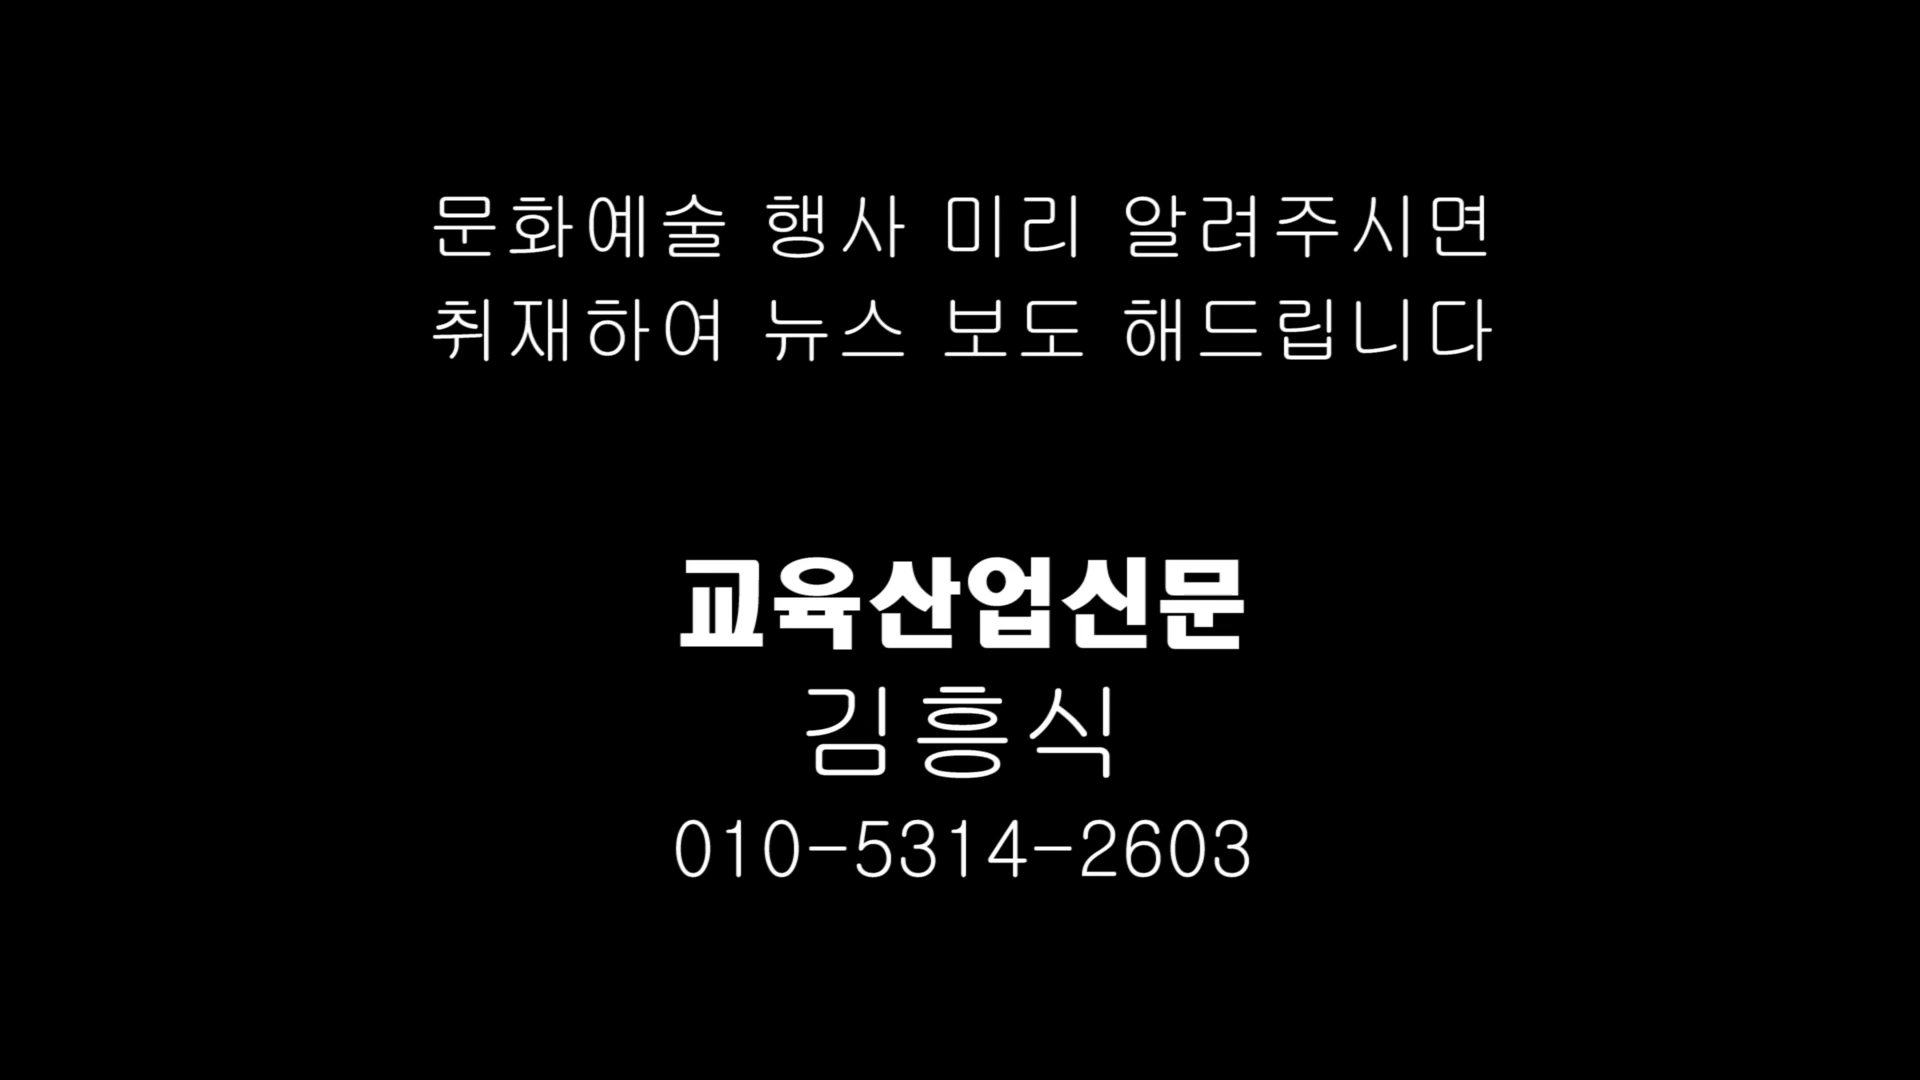 문화예술 행사 미리 알려주시면
취재하여 뉴스 보도 해드립니다
교육산업신문
김흥식
010-5314-2603